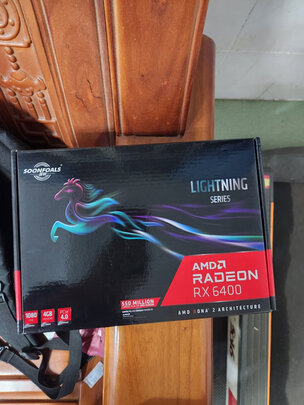 SOONFOALS
LIGHTNING
SERIES
AMD
RADEON
RX 6400
1080
4GB
PCIe
4.0
550 MILLION
AMD RDNA 2 ARCHITECTURE